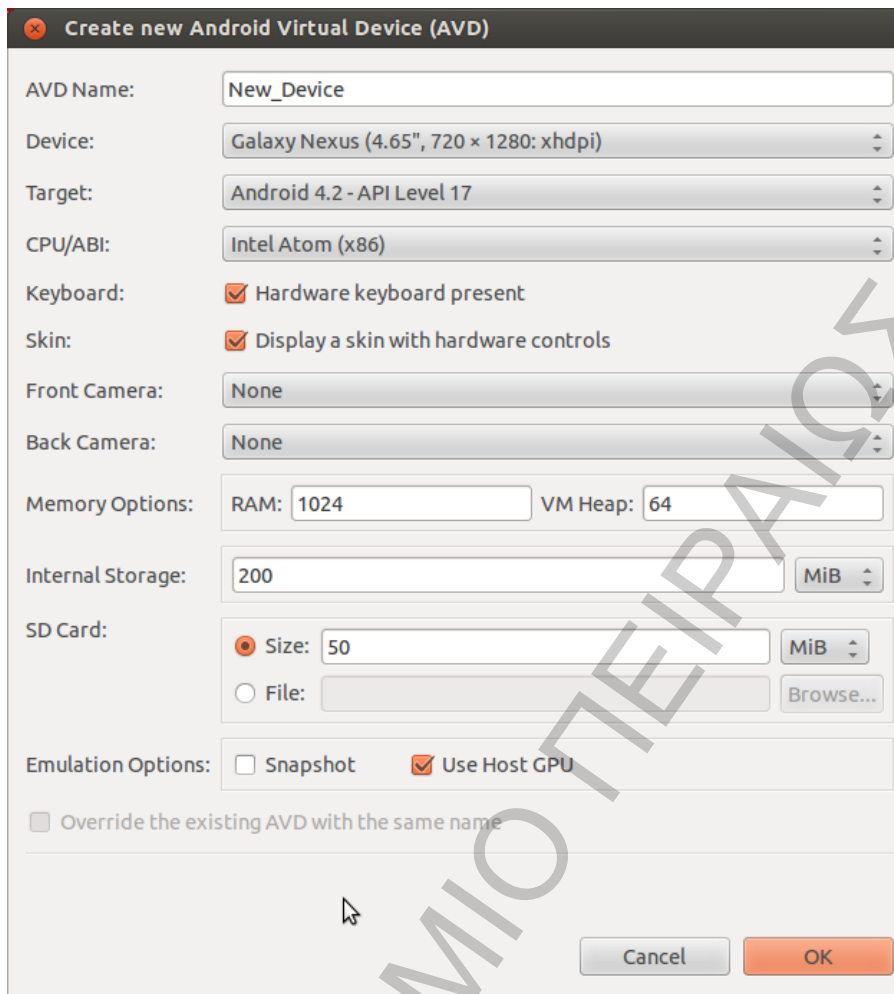 Create new Android Virtual Device (AVD)
AVD Name: New_Device
Device: Galaxy Nexus (4.65", 720 × 1280: xhdpi)
Target: Android 4.2 - API Level 17
CPU/ABI: Intel Atom (x86)
Keyboard: Hardware keyboard present
Skin: Display a skin with hardware controls
Front Camera: None
Back Camera: None
Memory Options: RAM: 1024 VM Heap: 64
Internal Storage: 200 MiB
SD Card:
Size: 50 MiB
File: Browse...
Emulation Options: Snapshot Use Host GPU
Override the existing AVD with the same name
Cancel OK
ΜΙΟ ΠΕΙΡΑΙΩΣ